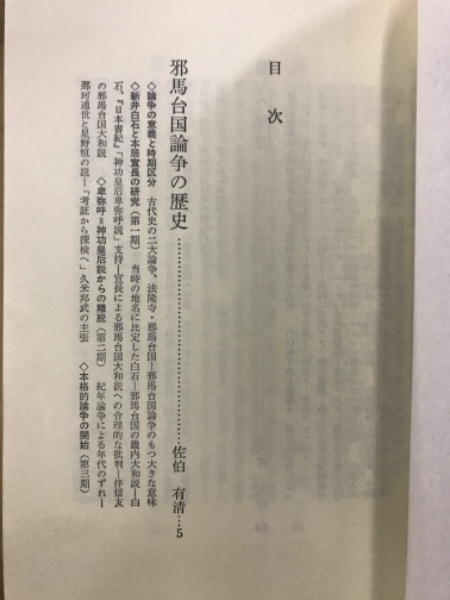 目次
邪馬台国論争の歴史……………………………佐伯 有清…5
◇論争の意義と時期区分 古代史の二大論争、法隆寺・邪馬台国―邪馬台国論争のもつ大きな意味
◇新井白石と本居宣長の研究(第一期) 当時の地名に比定した白石―邪馬台国の畿内大和説―白
石、『日本書紀』「神功皇后卑弥呼説」支持―宣長による邪馬台国大和説への合理的な批判―伴信友
の邪馬台国大和説 ◇卑弥呼=神功皇后説からの離脱(第二期) 紀年論争による年代のずれ―
那珂通世と星野恒の説―「考証から探検へ」久米邦武の主張 ◇本格的論争の開始(第三期)